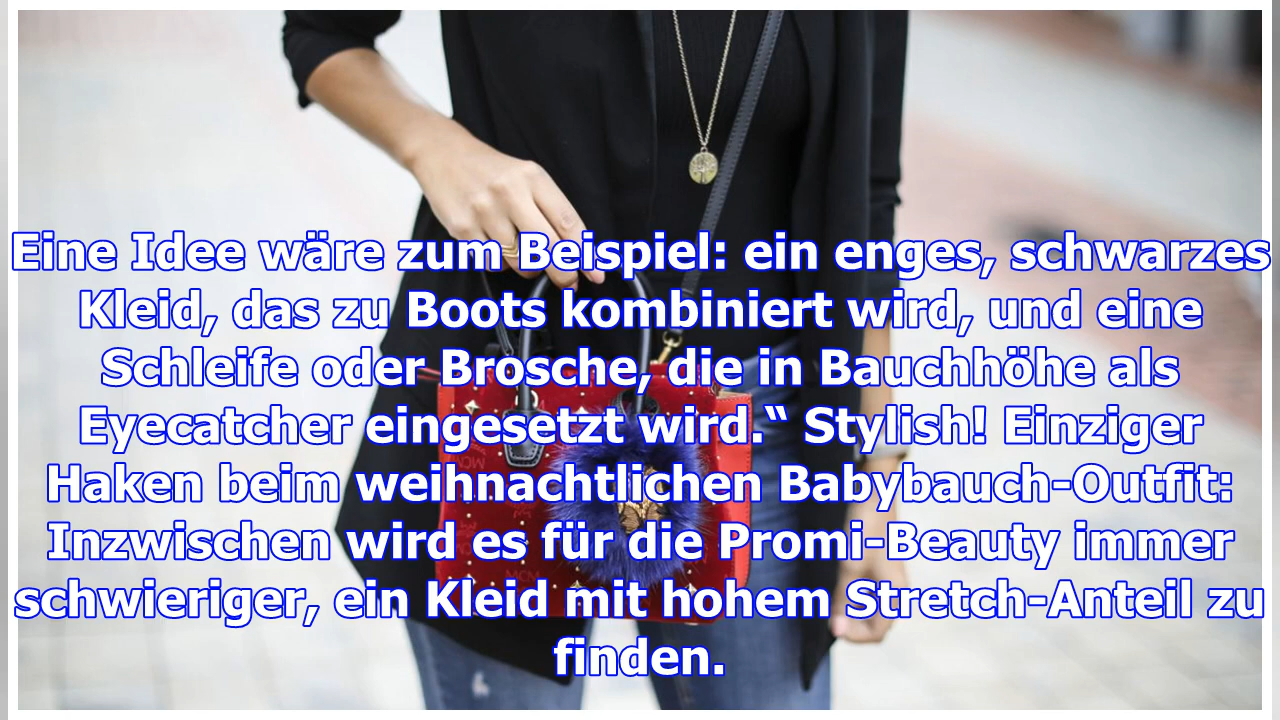 Eine Idee wäre zum Beispiel: ein enges, schwarzes
Kleid, das zu Boots kombiniert wird, und eine
Schleife oder Brosche, die in Bauchhöhe als
Eyecatcher eingesetzt wird.“ Stylish! Einziger
Haken beim weihnachtlichen Babybauch-Outfit:
Inzwischen wird es für die Promi-Beauty immer
schwieriger, ein Kleid mit hohem Stretch-Anteil zu
finden.
MCM
MCM